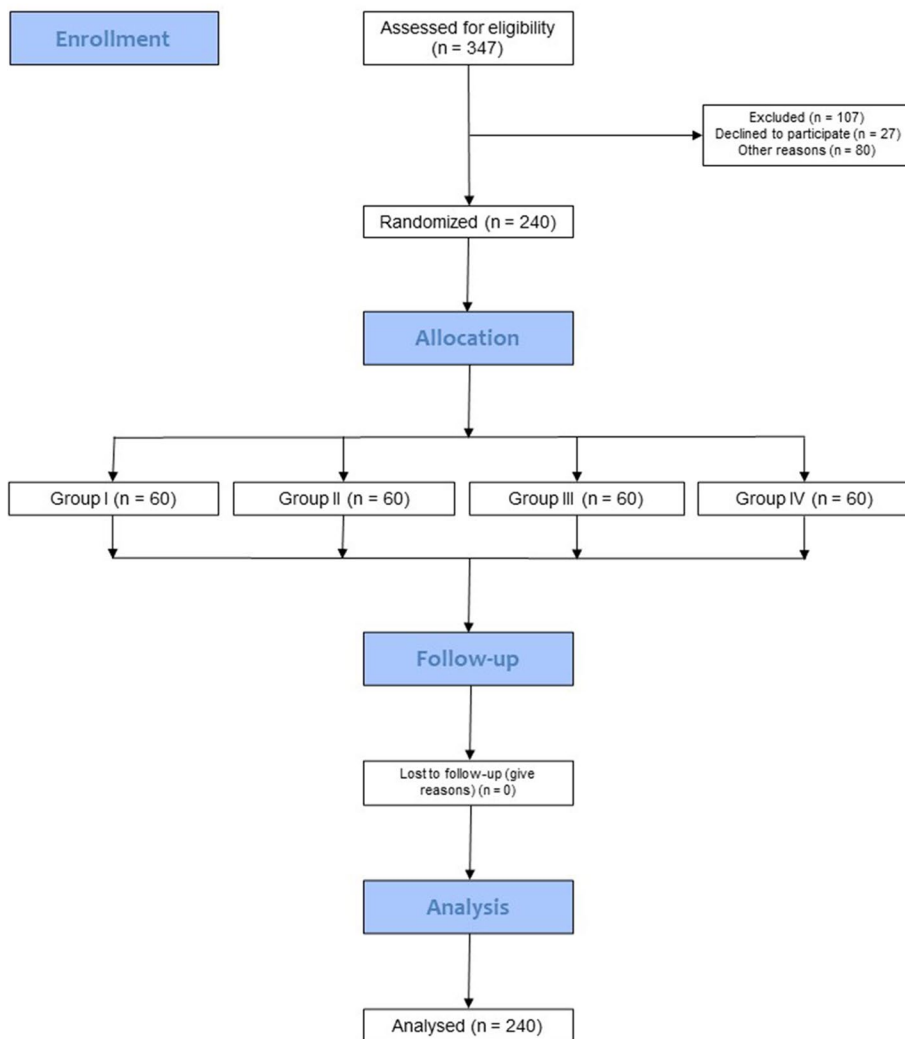 Enrollment
Assessed for eligibility
(n = 347)
Excluded (n = 107)
Declined to participate (n = 27)
Other reasons (n = 80)
Randomized (n = 240)
Allocation
Group I (n = 60)
Group II (n = 60)
Group III (n = 60)
Group IV (n = 60)
Follow-up
Lost to follow-up (give
reasons) (n = 0)
Analysis
Analysed (n = 240)